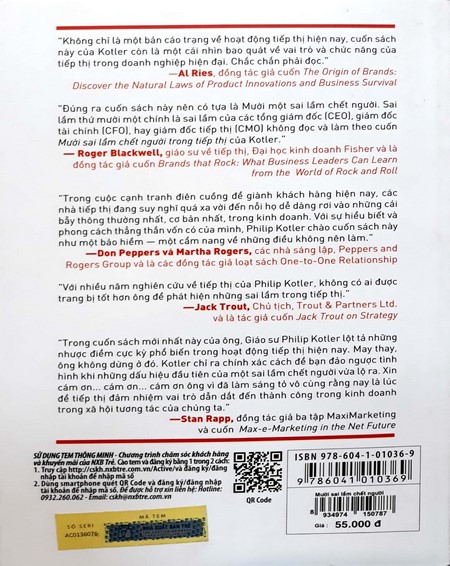 “Không chỉ là một bản cáo trạng về hoạt động tiếp thị hiện nay, cuốn sách
này của Kotler còn là một cái nhìn bao quát về vai trò và chức năng của
tiếp thị trong doanh nghiệp hiện đại. Chắc chắn phải đọc.”
—Al Ries, đồng tác giả cuốn The Origin of Brands:
Discover the Natural Laws of Product Innovations and Business Survival
“Đúng ra cuốn sách này nên có tựa là Mười một sai lầm chết người. Sai
lầm thứ mười một chính là sai lầm của các tổng giám đốc (CEO), giám đốc
tài chính (CFO), hay giám đốc tiếp thị (CMO) không đọc và làm theo cuốn
Mười sai lầm chết người trong tiếp thị của Kotler.”
— Roger Blackwell, giáo sư về tiếp thị, Đại học kinh doanh Fisher và là
đồng tác giả cuốn Brands that Rock: What Business Leaders Can Learn
from the World of Rock and Roll
“Trong cuộc cạnh tranh điên cuồng để giành khách hàng hiện nay, các
nhà tiếp thị đang suy nghĩ quá xa vời đến nỗi họ dễ dàng rơi vào những cái
bẫy thông thường nhất, cơ bản nhất, trong kinh doanh. Với sự hiểu biết và
phong cách thẳng thắn vốn có của mình, Philip Kotler chào cuốn sách này
như một bảo hiểm — một cẩm nang về những điều không nên làm.”
—Don Peppers và Martha Rogers, các nhà sáng lập, Peppers and
Rogers Group và là các đồng tác giả loạt sách One-to-One Relationship
“Với nhiều năm nghiên cứu về tiếp thị của Philip Kotler, không có ai được
trang bị tốt hơn ông để phát hiện những sai lầm trong tiếp thị.”
—Jack Trout, Chủ tịch, Trout & Partners Ltd.
và là tác giả cuốn Jack Trout on Strategy
“Trong cuốn sách mới nhất này của ông, Giáo sư Philip Kotler lột tả những
nhược điểm cực kỳ phổ biến trong hoạt động tiếp thị hiện nay. May thay,
ông không dừng ở đó. Kotler chỉ ra chính xác cách để bạn đảo ngược tình
hình khi những dấu hiệu đầu tiên của một sai lầm chết người vừa lộ ra. Xin
cám ơn... cám ơn... cám ơn ông vì đã làm sáng tỏ vô cùng rằng nay là lúc
để tiếp thị đảm nhiệm vai trò dẫn dắt đến thành công trong kinh doanh
trong xã hội tương tác của chúng ta.”
—Stan Rapp, đồng tác giả ba tập MaxiMarketing
và cuốn Max-e-Marketing in the Net Future
SỬ DỤNG TEM THÔNG MINH - Chương trình chăm sóc khách hàng
và khuyến mãi của NXB Trẻ. Cào tem và đăng ký bằng 1 trong 2 cách:
1. Truy cập http://cskh.nxbtre.com.vn/Active/và đăng ký/đăng
nhập tài khoản để nhập mã số
2. Dùng smartphone quét QR Code và đăng ký/đăng nhập tài
khoản để nhập mã số. Để được hỗ trợ xin liên hệ: Hotline:
0932.260.062 - Email: cskh@nxbtre.com.vn
QR Code
MÃ TEM
SỐ SERI
AC0136076
NHÀ XUẤT BẢN TRẺ
ISBN 978-604-1-01036-9
9 786041 010369
Mười sai lầm chết người
8 934974 150787
Giá : 55.000 đ